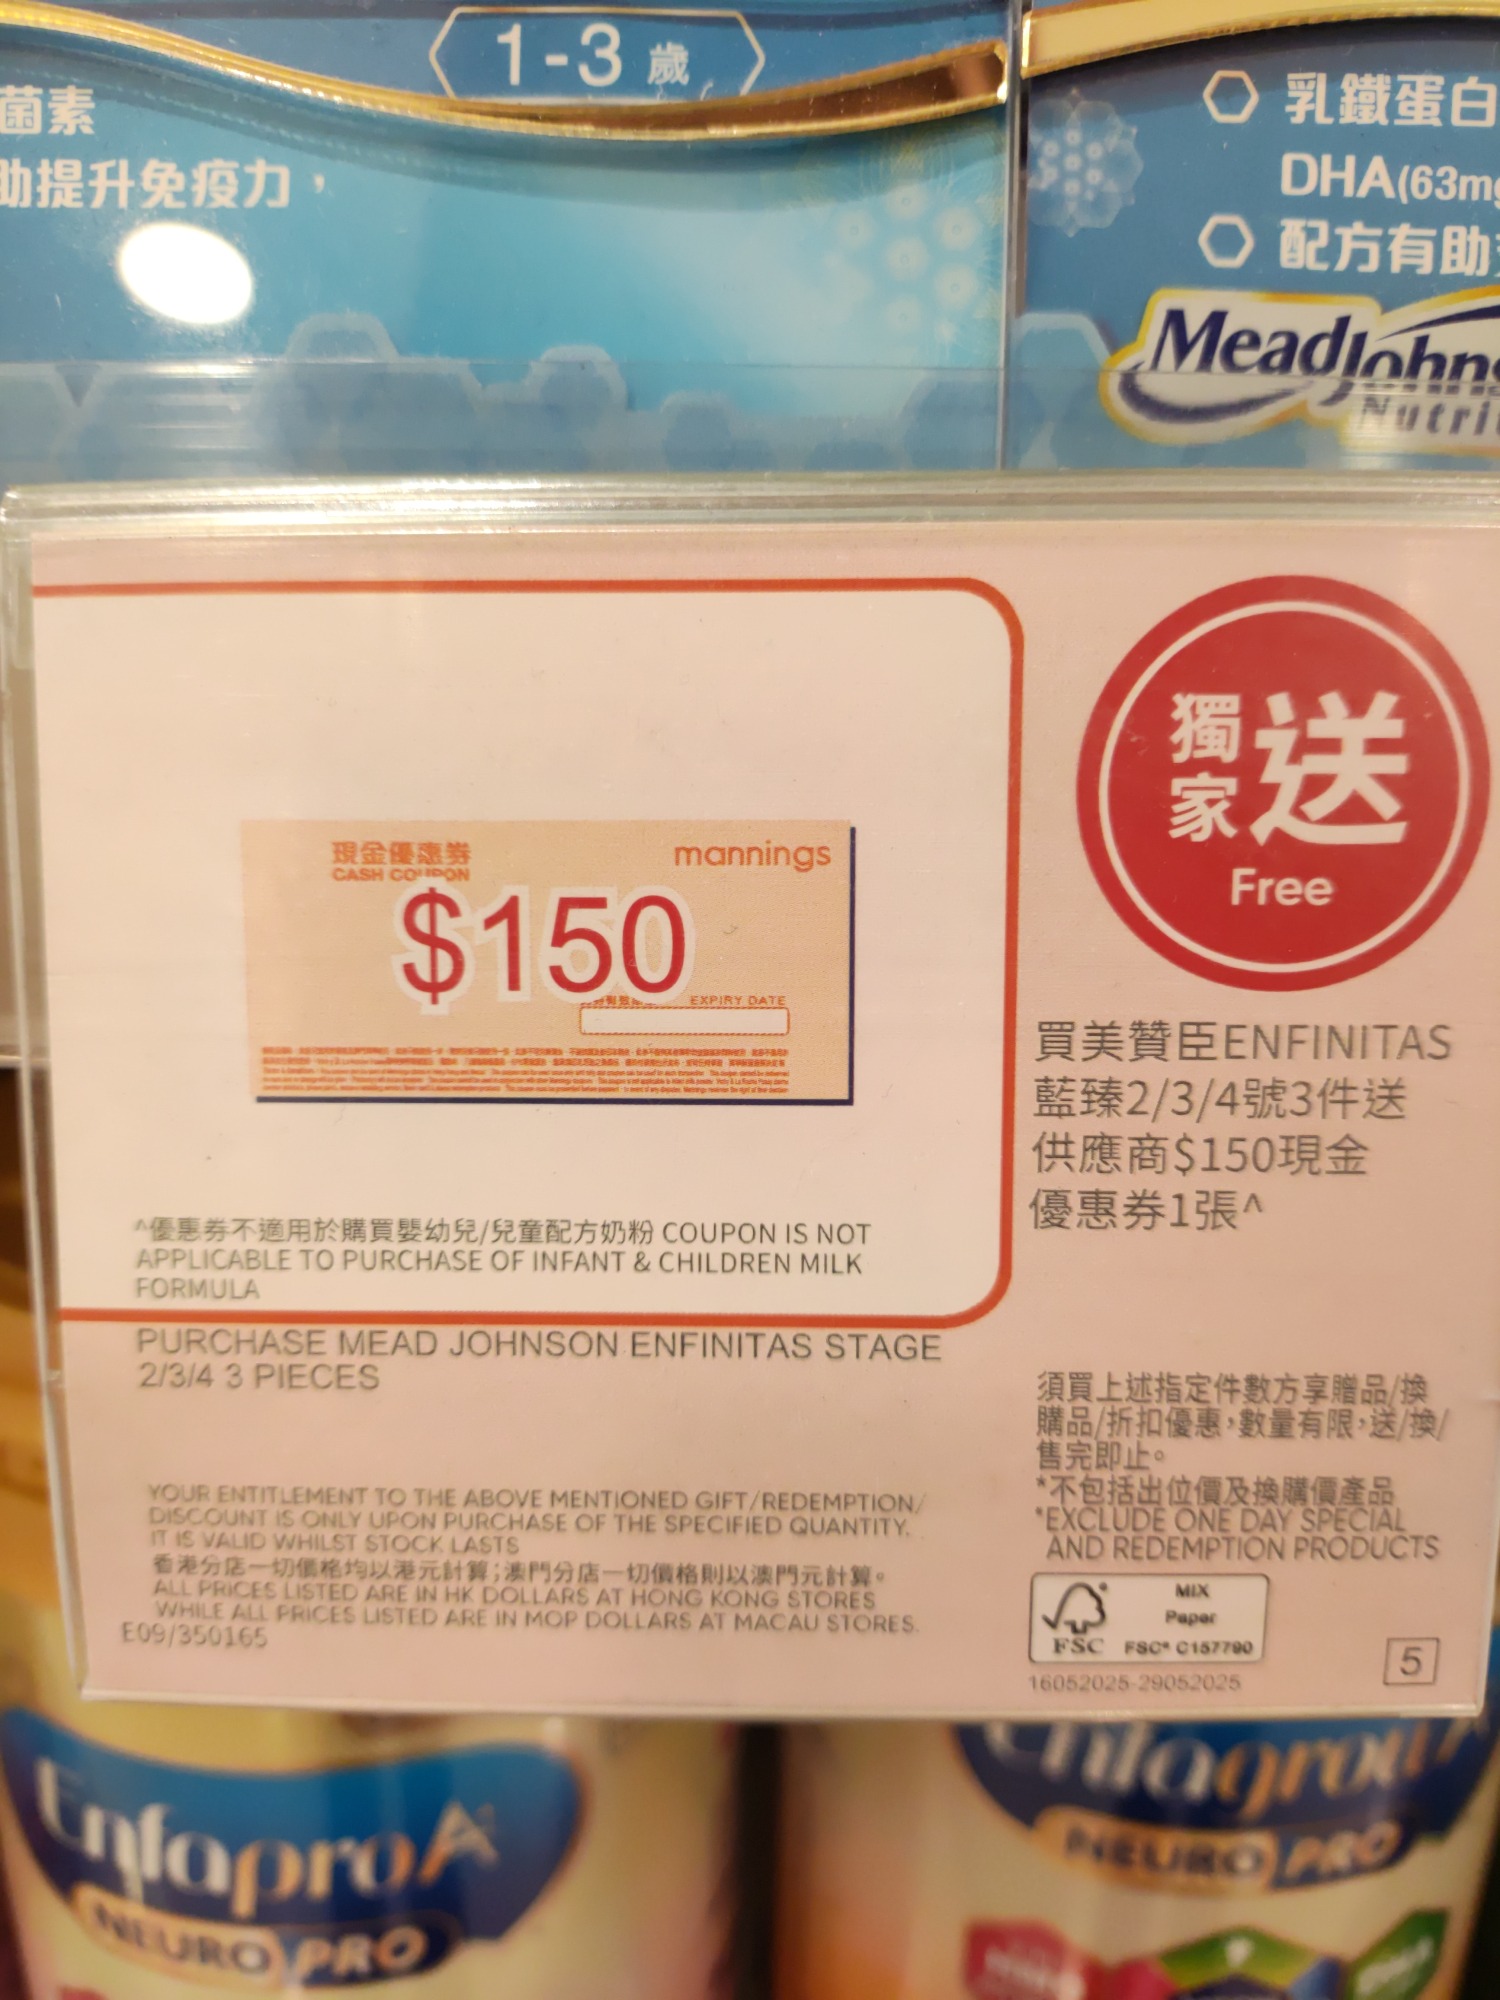 1-3 歲
菌素
助提升免疫力，
乳鐵蛋白
DHA(63mg
配方有助
MeadJohns
Nutri
獨家送
Free
現金優惠券
CASH COUPON
mannings
$150
EXPIRY DATE
買美贊臣ENFINITAS
藍臻2/3/4號3件送
供應商$150現金
優惠券1張^
^優惠券不適用於購買嬰幼兒/兒童配方奶粉 COUPON IS NOT
APPLICABLE TO PURCHASE OF INFANT & CHILDREN MILK
FORMULA
PURCHASE MEAD JOHNSON ENFINITAS STAGE
2/3/4 3 PIECES
須買上述指定件數方享贈品/換
購品/折扣優惠，數量有限，送/換/
售完即止。
*不包括出位價及換購價產品
*EXCLUDE ONE DAY SPECIAL
AND REDEMPTION PRODUCTS
YOUR ENTITLEMENT TO THE ABOVE MENTIONED GIFT/REDEMPTION/
DISCOUNT IS ONLY UPON PURCHASE OF THE SPECIFIED QUANTITY.
IT IS VALID WHILST STOCK LASTS
香港分店一切價格均以港元計算；澳門分店一切價格則以澳門元計算。
ALL PRICES LISTED ARE IN HK DOLLARS AT HONG KONG STORES
WHILE ALL PRICES LISTED ARE IN MOP DOLLARS AT MACAU STORES.
E09/350165
FSC
MIX
Paper
FSC® C157790
16052025-29052025
5
EnfaproA
NEURO PRO
Enfagrow
NEURO PRO